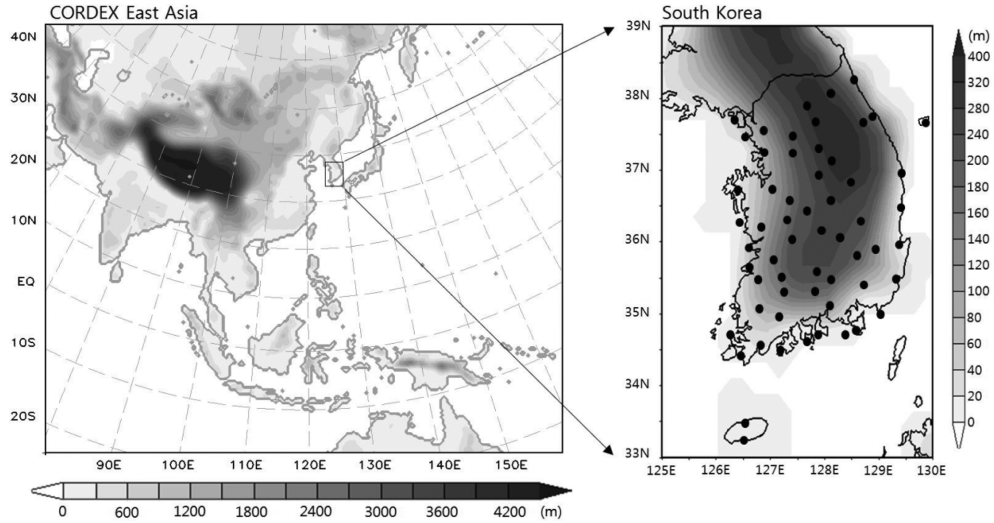 CORDEX East Asia
South Korea
40N
30N
20N
10N
EQ
10S
20S
90E 100E 110E 120E 130E 140E 150E
0 600 1200 1800 2400 3000 3600 4200 (m)
39N
38N
37N
36N
35N
34N
33N
125E 126E 127E 128E 129E 130E
(m)
400
320
280
240
200
180
160
140
120
100
80
60
40
20
0